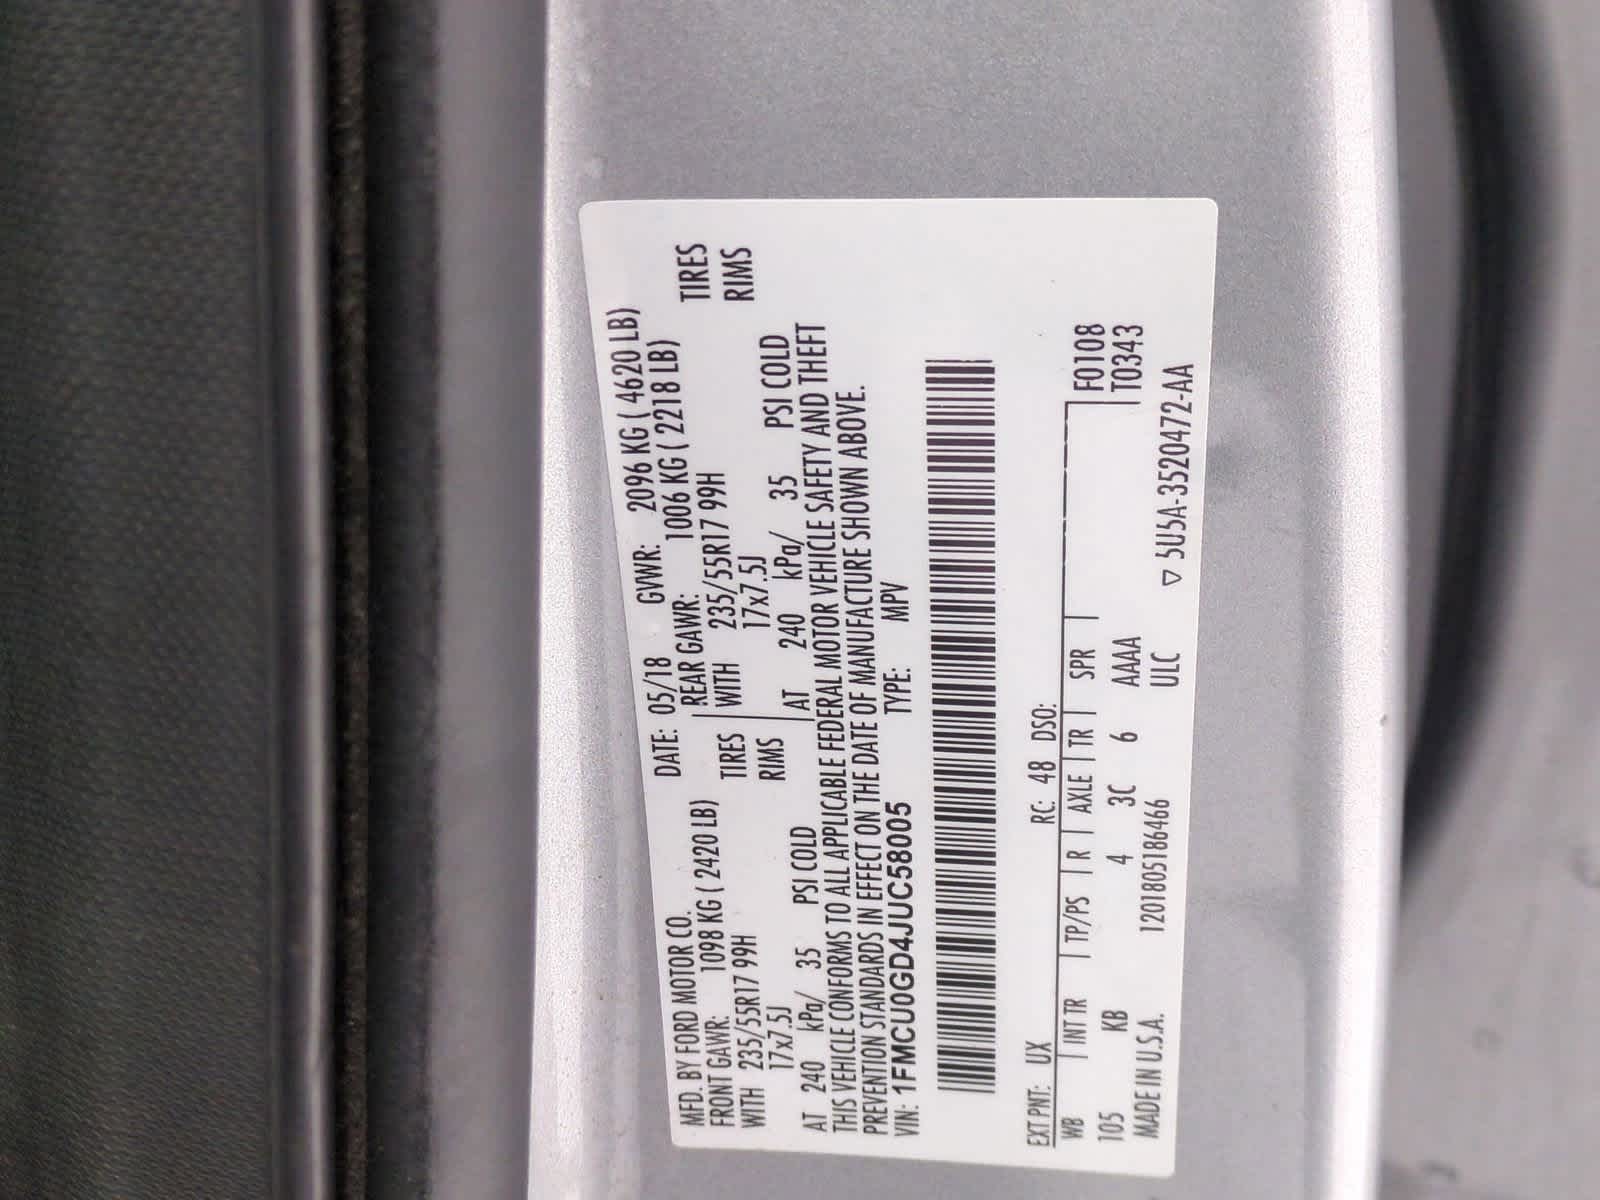 MFD. BY FORD MOTOR CO. DATE: 05/18 GVWR: 2096 KG ( 4620 LB)
FRONT GAWR: 1098 KG ( 2420 LB) REAR GAWR: 1006 KG ( 2218 LB)
WITH 235/55R17 99H TIRES WITH 235/55R17 99H TIRES
17x7.5J RIMS 17x7.5J RIMS
AT 240 kPa/ 35 PSI COLD AT 240 kPa/ 35 PSI COLD
THIS VEHICLE CONFORMS TO ALL APPLICABLE FEDERAL MOTOR VEHICLE SAFETY AND THEFT
PREVENTION STANDARDS IN EFFECT ON THE DATE OF MANUFACTURE SHOWN ABOVE.
VIN: 1FMCU0GD4JUC58005 TYPE: MPV
EXT PNT: UX RC: 48 DSO:
WB | INT TR | TP/PS | R | AXLE | TR | SPR | F0108
105 KB 4 3C 6 AAAA T0343
MADE IN U.S.A. 1201805186466 ULC ▽ 5U5A-3520472-AA